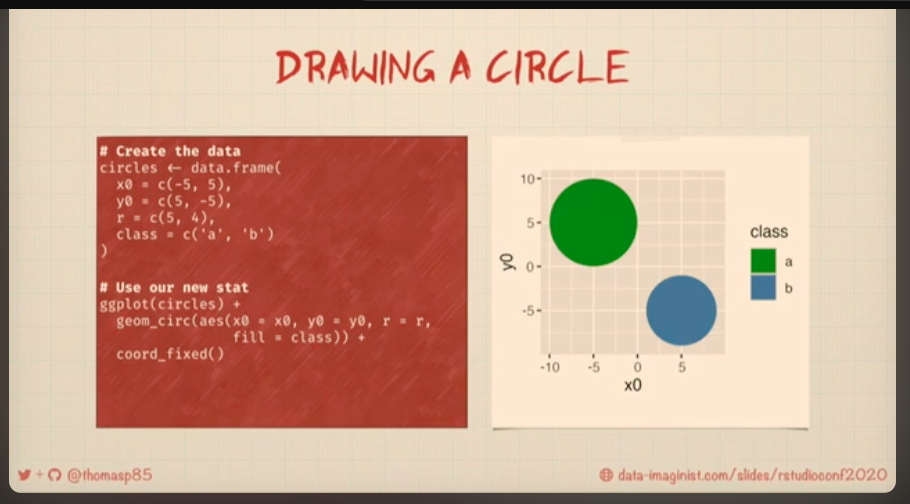 DRAWING A CIRCLE
# Create the data
circles ← data.frame(
  x0 = c(-5, 5),
  y0 = c(5, -5),
  r = c(5, 4),
  class = c('a', 'b')
)
# Use our new stat
ggplot(circles) +
  geom_circ(aes(x0 = x0, y0 = y0, r = r,
                fill = class)) +
  coord_fixed()
10
5
0
-5
y0
-10 -5 0 5
x0
class
a
b
+ @thomasp85
data-imaginist.com/slides/rstudioconf2020